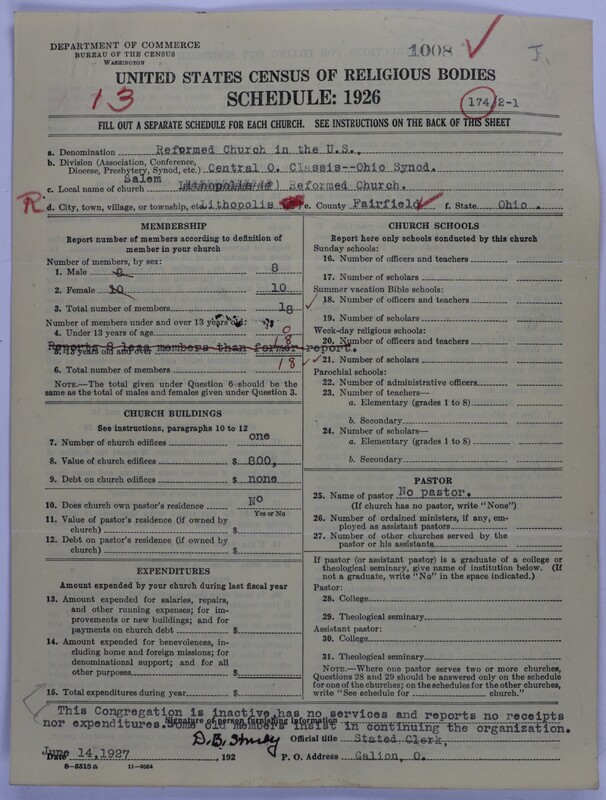 DEPARTMENT OF COMMERCE
BUREAU OF THE CENSUS
WASHINGTON
1008
J.
UNITED STATES CENSUS OF RELIGIOUS BODIES
13
SCHEDULE: 1926
174/2-1
FILL OUT A SEPARATE SCHEDULE FOR EACH CHURCH. SEE INSTRUCTIONS ON THE BACK OF THIS SHEET
a. Denomination Reformed Church in the U.S.
b. Division (Association, Conference,
Diocese, Presbytery, Synod, etc.) Central O. Classis--Ohio Synod.
Salem
c. Local name of church Reformed Church.
R d. City, town, village, or township, etc. Lithopolis e. County Fairfield f. State Ohio.
MEMBERSHIP
Report number of members according to definition of
member in your church
Number of members, by sex:
1. Male 8 8
2. Female 10 10
3. Total number of members 18
Number of members under and over 13 years old:
4. Under 13 years of age 0
18
Reports 8 less members than former report.
5. 13 years old and over
6. Total number of members 18
NOTE.—The total given under Question 6 should be
the same as the total of males and females given under Question 3.
CHURCH BUILDINGS
See instructions, paragraphs 10 to 12
7. Number of church edifices one
8. Value of church edifices $ 800,
9. Debt on church edifices $ none
10. Does church own pastor's residence No
Yes or No
11. Value of pastor's residence (if owned by
church) $
12. Debt on pastor's residence (if owned by
church) $
EXPENDITURES
Amount expended by your church during last fiscal year
13. Amount expended for salaries, repairs,
and other running expenses; for im-
provements or new buildings; and for
payments on church debt $
14. Amount expended for benevolences, in-
cluding home and foreign missions; for
denominational support; and for all
other purposes $
15. Total expenditures during year $
CHURCH SCHOOLS
Report here only schools conducted by this church
Sunday schools:
16. Number of officers and teachers
17. Number of scholars
Summer vacation Bible schools:
18. Number of officers and teachers
19. Number of scholars
Week-day religious schools:
20. Number of officers and teachers
21. Number of scholars
Parochial schools:
22. Number of administrative officers
23. Number of teachers—
a. Elementary (grades 1 to 8)
b. Secondary
24. Number of scholars—
a. Elementary (grades 1 to 8)
b. Secondary
PASTOR
25. Name of pastor No pastor.
(If church has no pastor, write "None")
26. Number of ordained ministers, if any, em-
ployed as assistant pastors
27. Number of other churches served by the
pastor or his assistants
If pastor (or assistant pastor) is a graduate of a college or
theological seminary, give name of institution below. (If
not a graduate, write "No" in the space indicated.)
Pastor:
28. College
29. Theological seminary
Assistant pastor:
30. College
31. Theological seminary
NOTE.—Where one pastor serves two or more churches,
Questions 28 and 29 should be answered only on the schedule
for one of the churches; on the schedules for the other churches,
write "See schedule for church."
This Congregation is inactive, has no services and reports no receipts
nor expenditures. Some old members insist in continuing the organization.
Signature of person furnishing information
Official title Stated Clerk,
June 14, 1927
Date 192
P. O. Address Galion, O.
8-5518a 11-9054